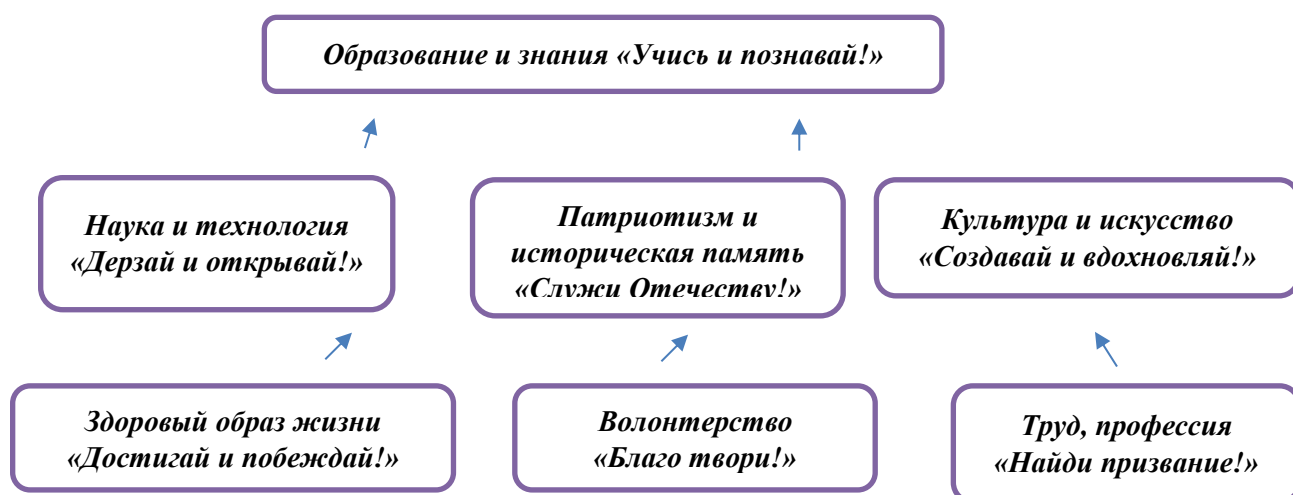 Образование и знания «Учись и познавай!»
Наука и технология
«Дерзай и открывай!»
Патриотизм и
историческая память
«Служи Отечеству!»
Культура и искусство
«Создавай и вдохновляй!»
Здоровый образ жизни
«Достигай и побеждай!»
Волонтерство
«Благо твори!»
Труд, профессия
«Найди призвание!»